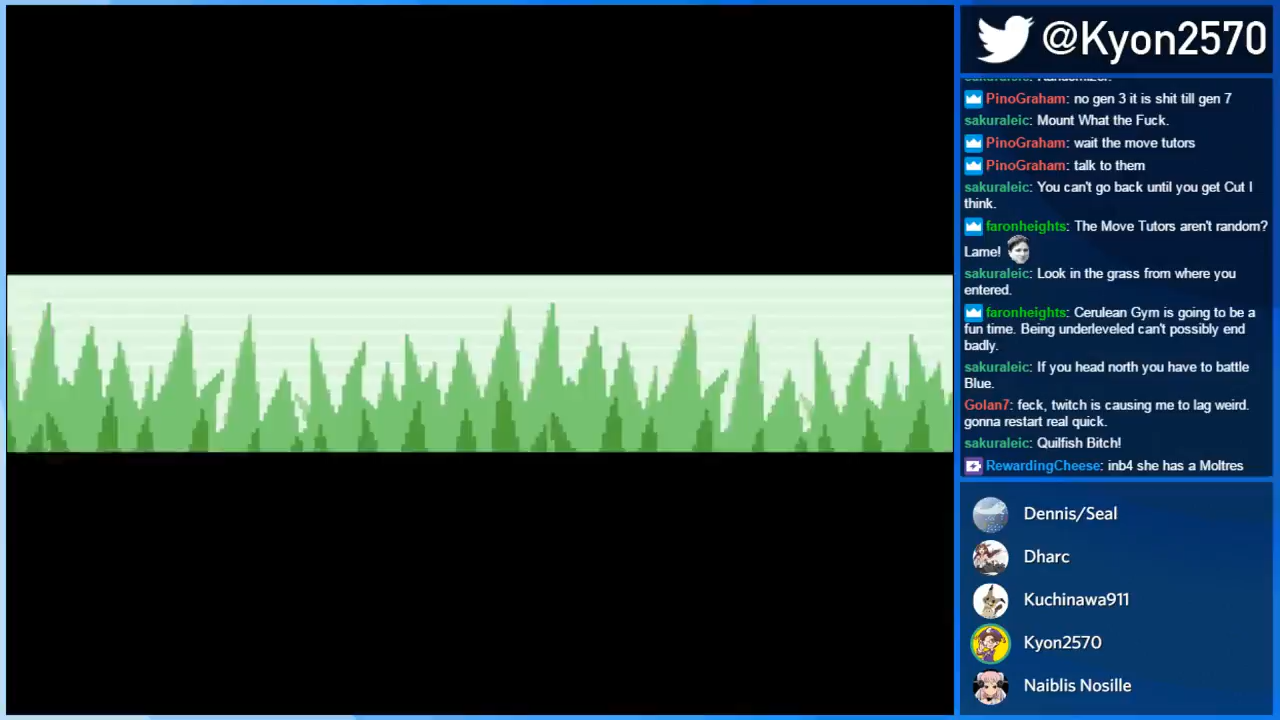 @Kyon2570
PinoGraham: no gen 3 it is shit till gen 7
sakuraleic: Mount What the Fuck.
PinoGraham: wait the move tutors
PinoGraham: talk to them
sakuraleic: You can't go back until you get Cut I
think.
faronheights: The Move Tutors aren't random?
Lame!
sakuraleic: Look in the grass from where you
entered.
faronheights: Cerulean Gym is going to be a
fun time. Being underleveled can't possibly end
badly.
sakuraleic: If you head north you have to battle
Blue.
Golan7: feck, twitch is causing me to lag weird.
gonna restart real quick.
sakuraleic: Quilfish Bitch!
RewardingCheese: inb4 she has a Moltres
Dennis/Seal
Dharc
Kuchinawa911
Kyon2570
Naiblis Nosille